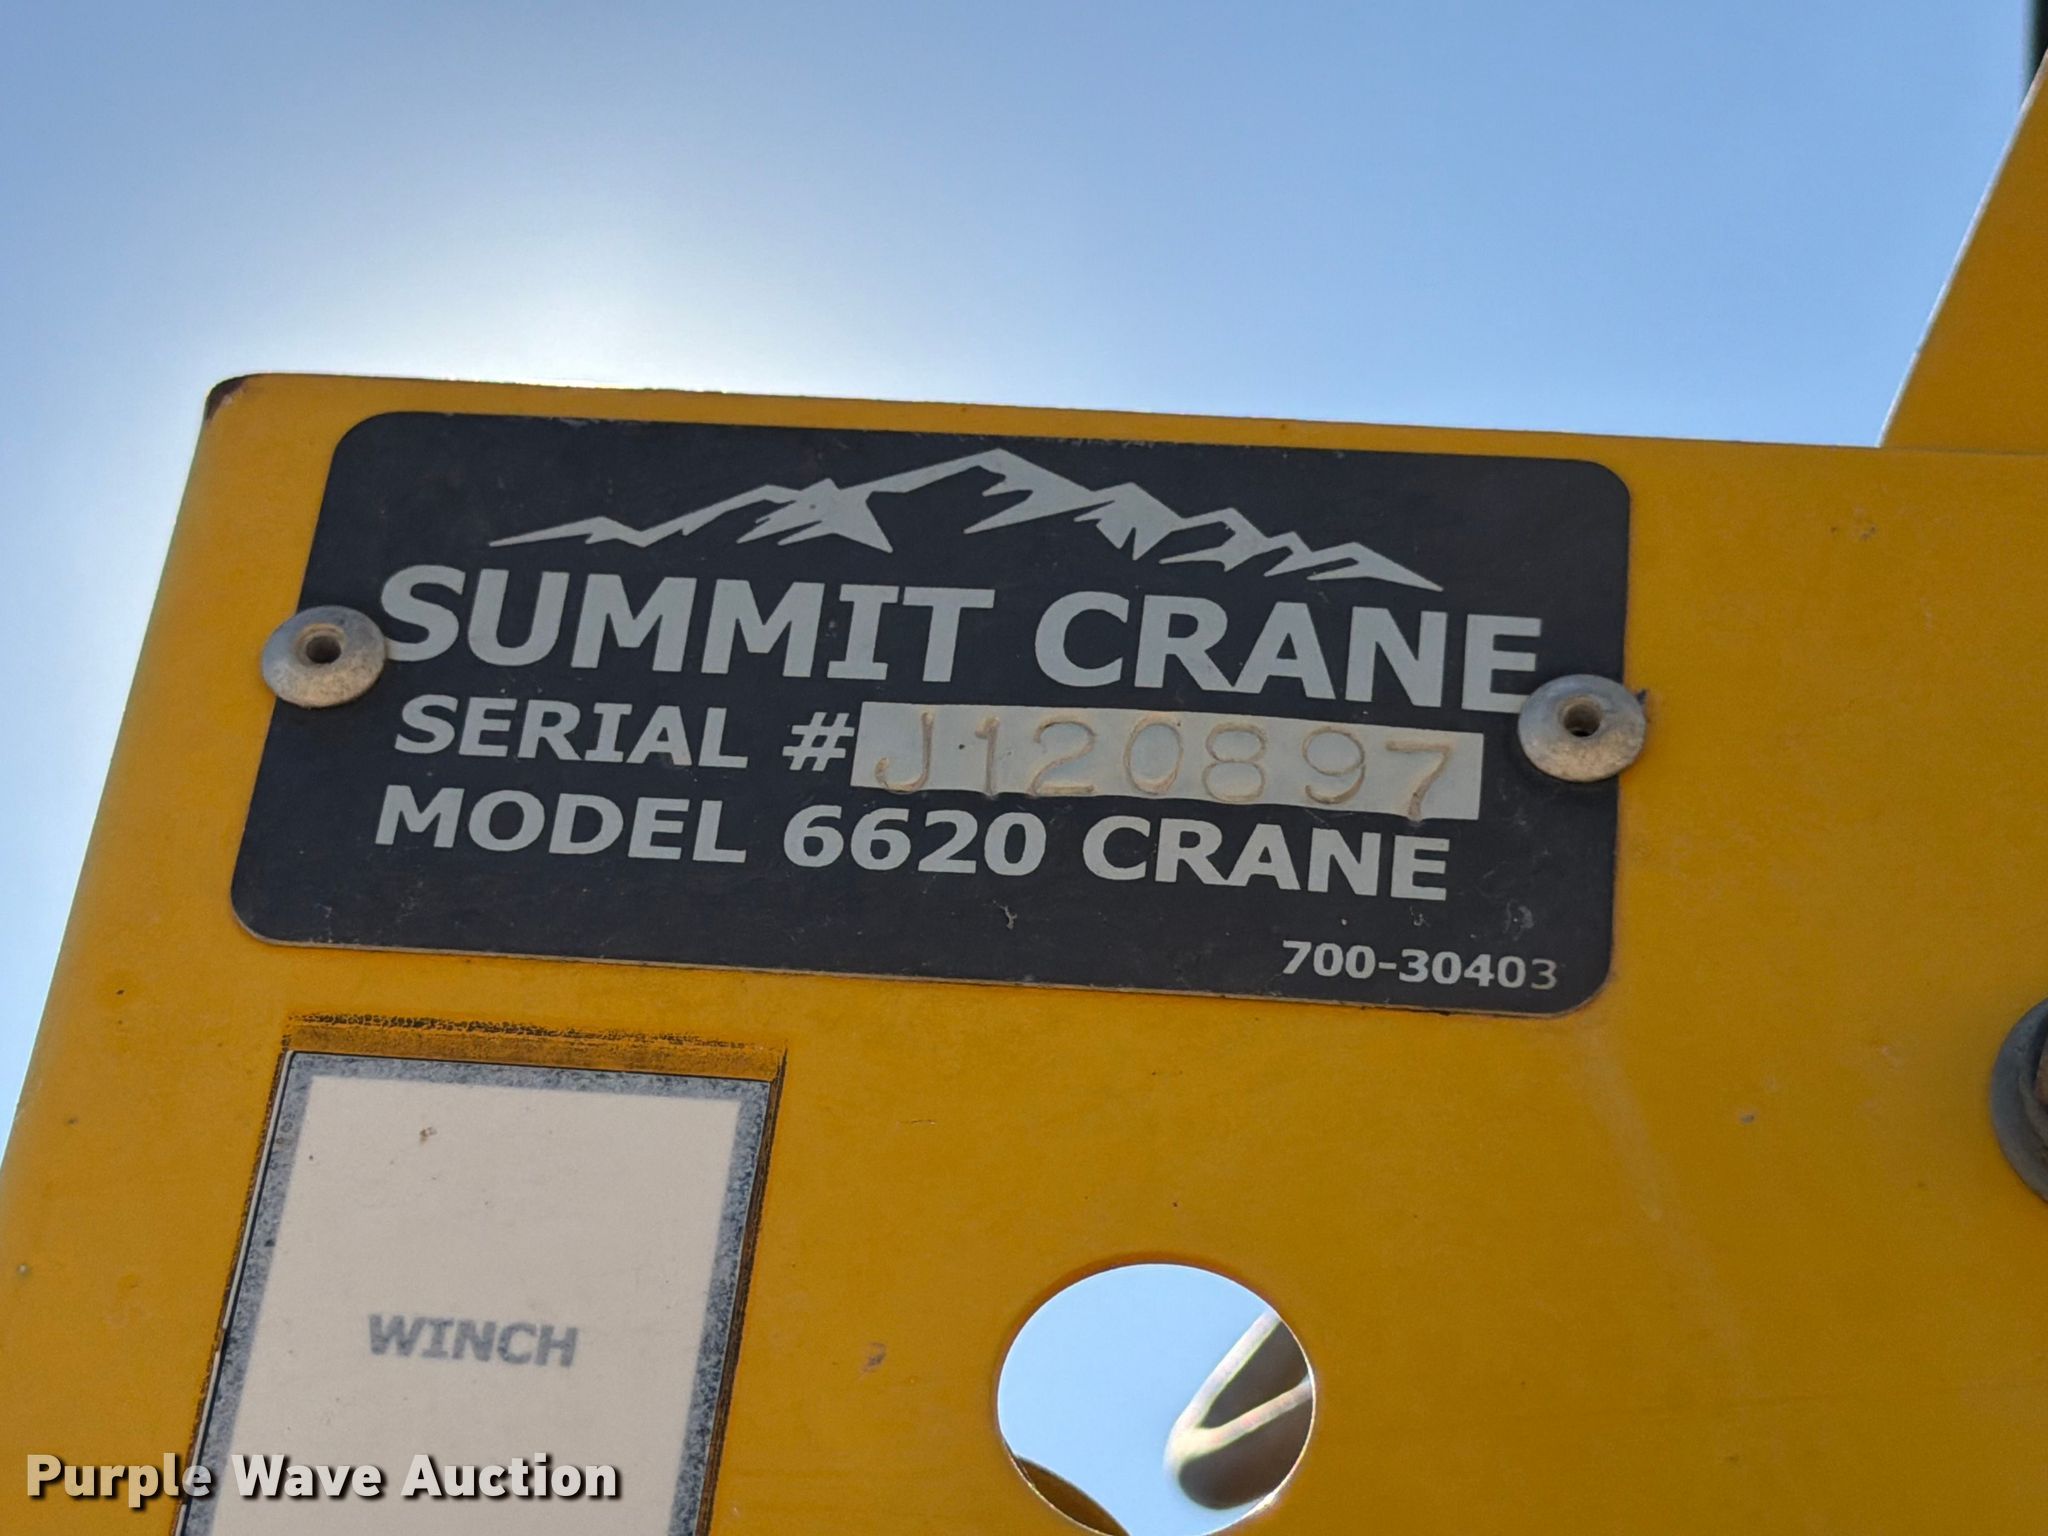 SUMMIT CRANE
SERIAL #J120897
MODEL 6620 CRANE
700-30403
WINCH
Purple Wave Auction